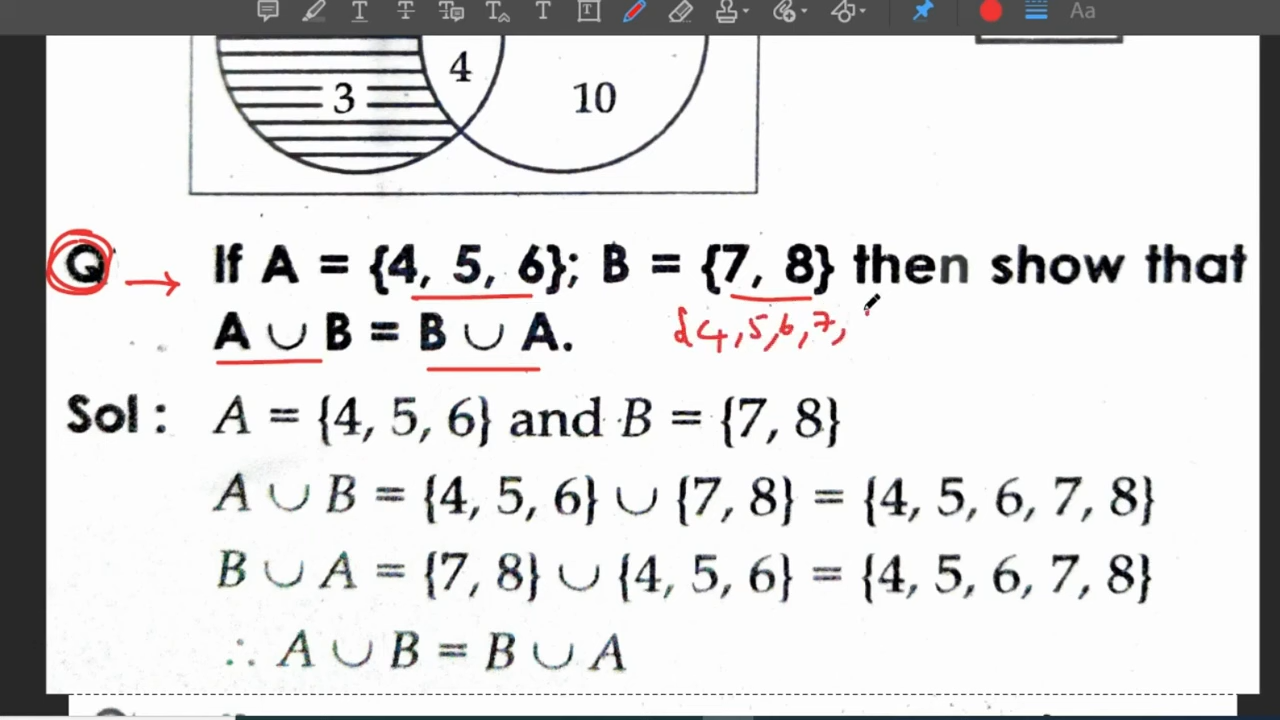 T T T T T T Aa
3 4 10
Q → If A = {4, 5, 6}; B = {7, 8} then show that
A ∪ B = B ∪ A. {4,5,6,7,
Sol : A = {4, 5, 6} and B = {7, 8}
A ∪ B = {4, 5, 6} ∪ {7, 8} = {4, 5, 6, 7, 8}
B ∪ A = {7, 8} ∪ {4, 5, 6} = {4, 5, 6, 7, 8}
∴ A ∪ B = B ∪ A